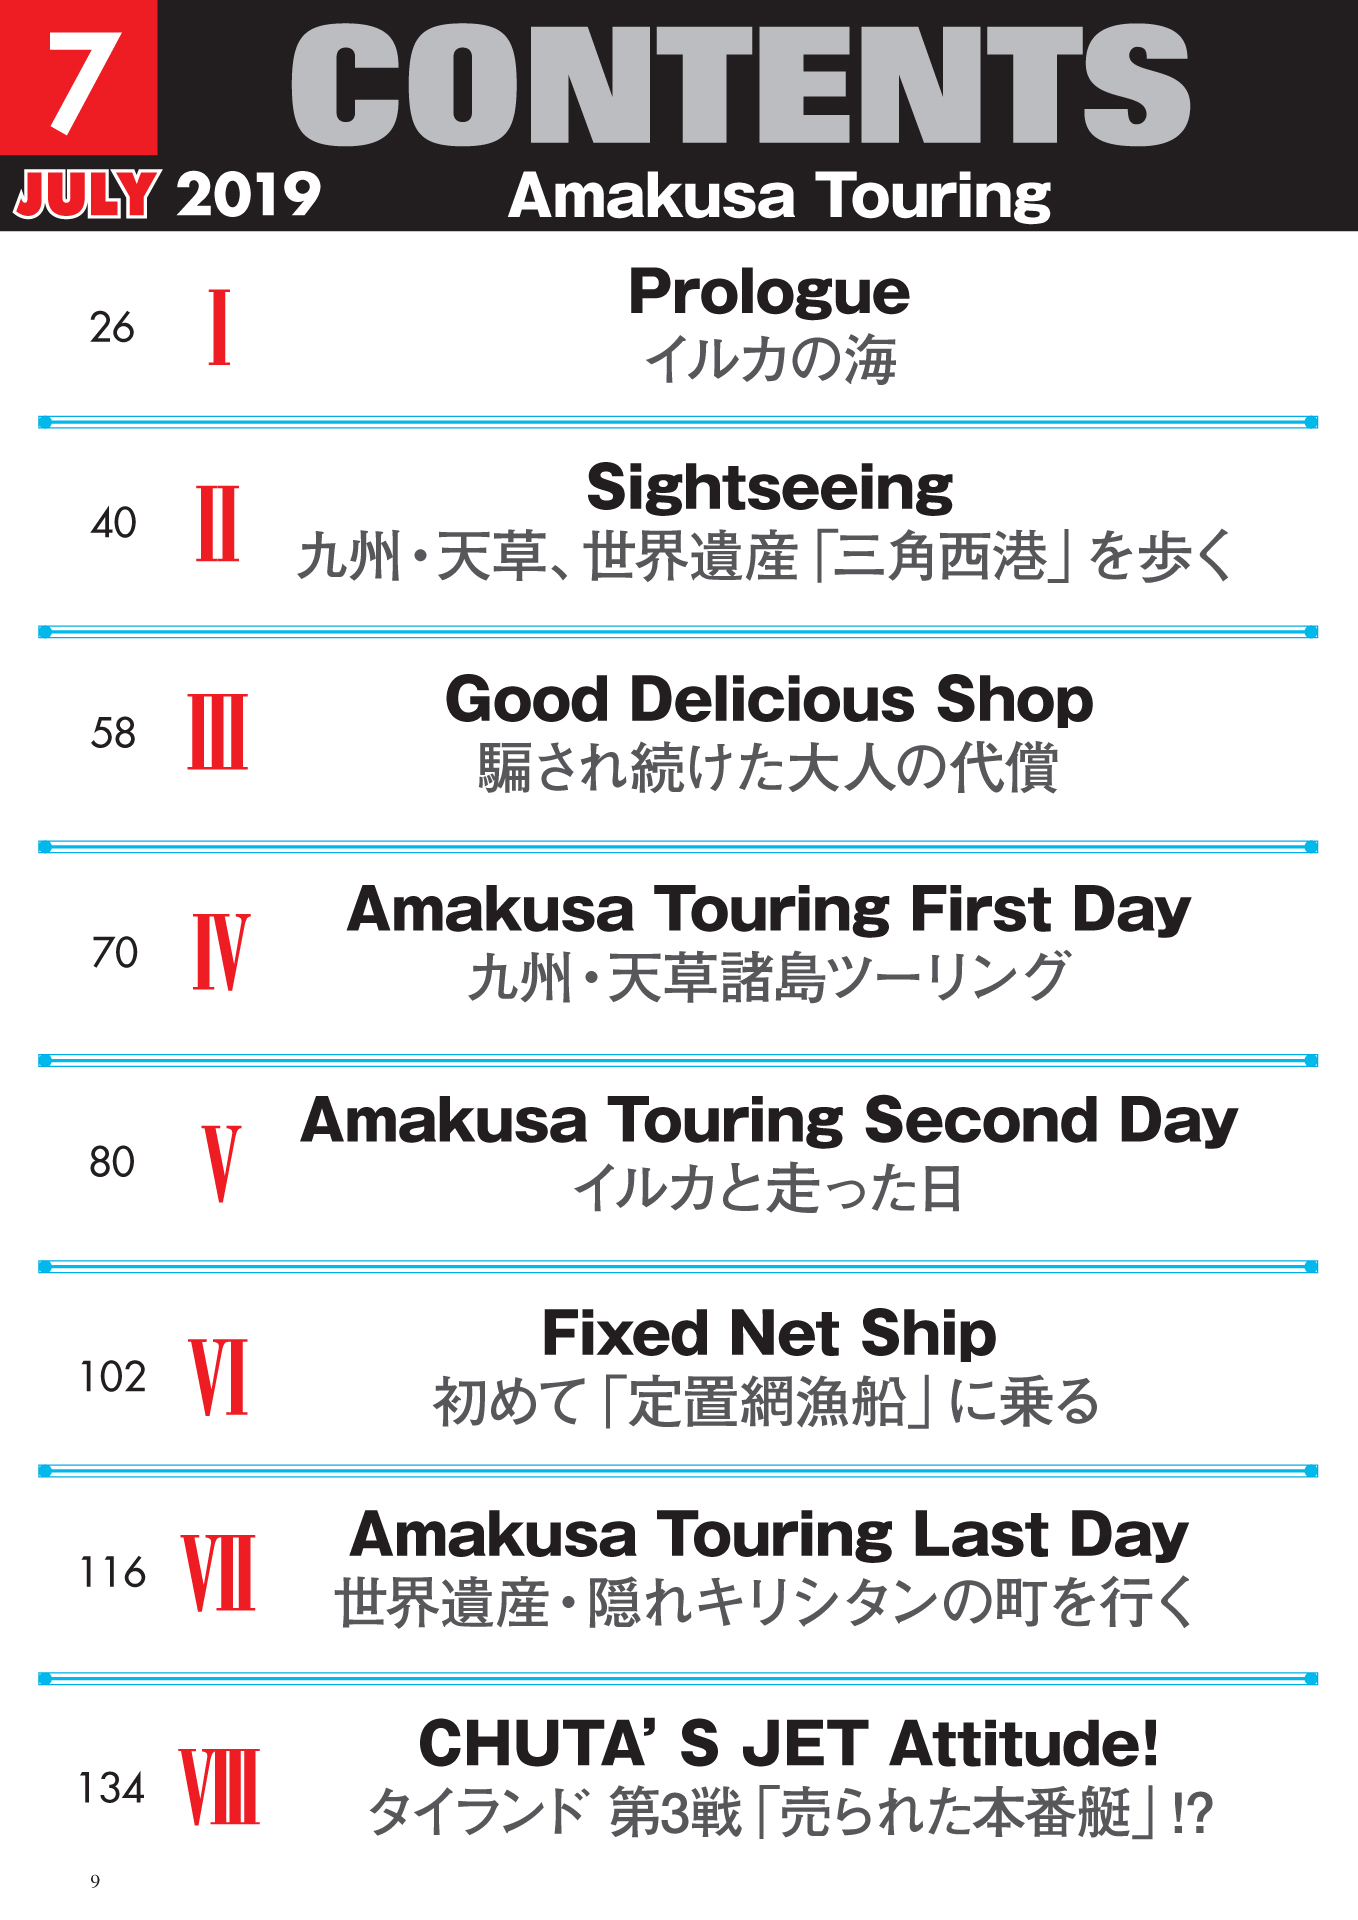 7
CONTENTS
JULY 2019
Amakusa Touring
26
I
Prologue
イルカの海
40
II
Sightseeing
九州・天草、世界遺産「三角西港」を歩く
58
III
Good Delicious Shop
騙され続けた大人の代償
70
IV
Amakusa Touring First Day
九州・天草諸島ツーリング
80
V
Amakusa Touring Second Day
イルカと走った日
102
VI
Fixed Net Ship
初めて「定置網漁船」に乗る
116
VII
Amakusa Touring Last Day
世界遺産・隠れキリシタンの町を行く
134
VIII
CHUTA’ S JET Attitude!
タイランド 第3戦「売られた本番艇」!?
9